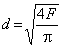 d = √(4F/π)